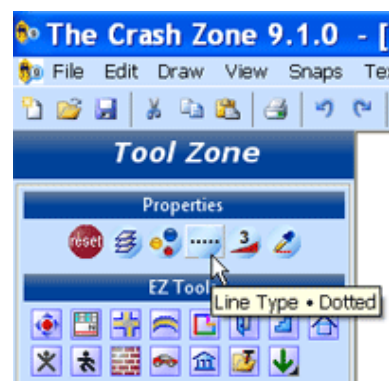 The Crash Zone 9.1.0 - [
File Edit Draw View Snaps Te
Tool Zone
Properties
reset 3
EZ Tool
Line Type • Dotted